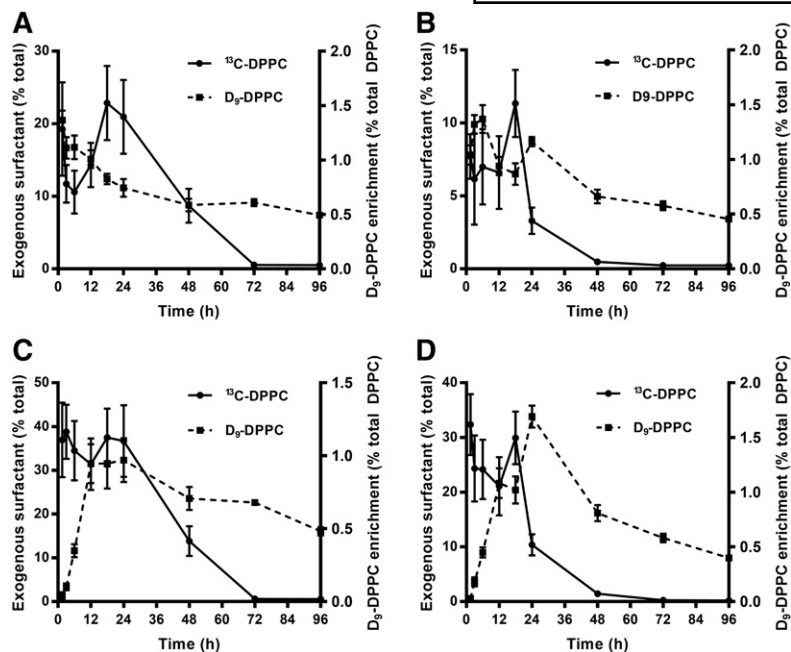 A
Exogenous surfactant (% total)
30
20
10
0
¹³C-DPPC
D₉-DPPC
2.0
1.5
1.0
0.5
0.0
D₉-DPPC enrichment (% total DPPC)
0 12 24 36 48 60 72 84 96
Time (h)
B
Exogenous surfactant (% total)
15
10
5
0
¹³C-DPPC
D9-DPPC
2.0
1.5
1.0
0.5
0.0
D₉-DPPC enrichment (% total DPPC)
0 12 24 36 48 60 72 84 96
Time (h)
C
Exogenous surfactant (% total)
50
40
30
20
10
0
¹³C-DPPC
D₉-DPPC
1.5
1.0
0.5
0.0
D₉-DPPC enrichment (% total DPPC)
0 12 24 36 48 60 72 84 96
Time (h)
D
Exogenous surfactant (% total)
40
30
20
10
0
¹³C-DPPC
D₉-DPPC
2.0
1.5
1.0
0.5
0.0
D₉-DPPC enrichment (% total DPPC)
0 12 24 36 48 60 72 84 96
Time (h)